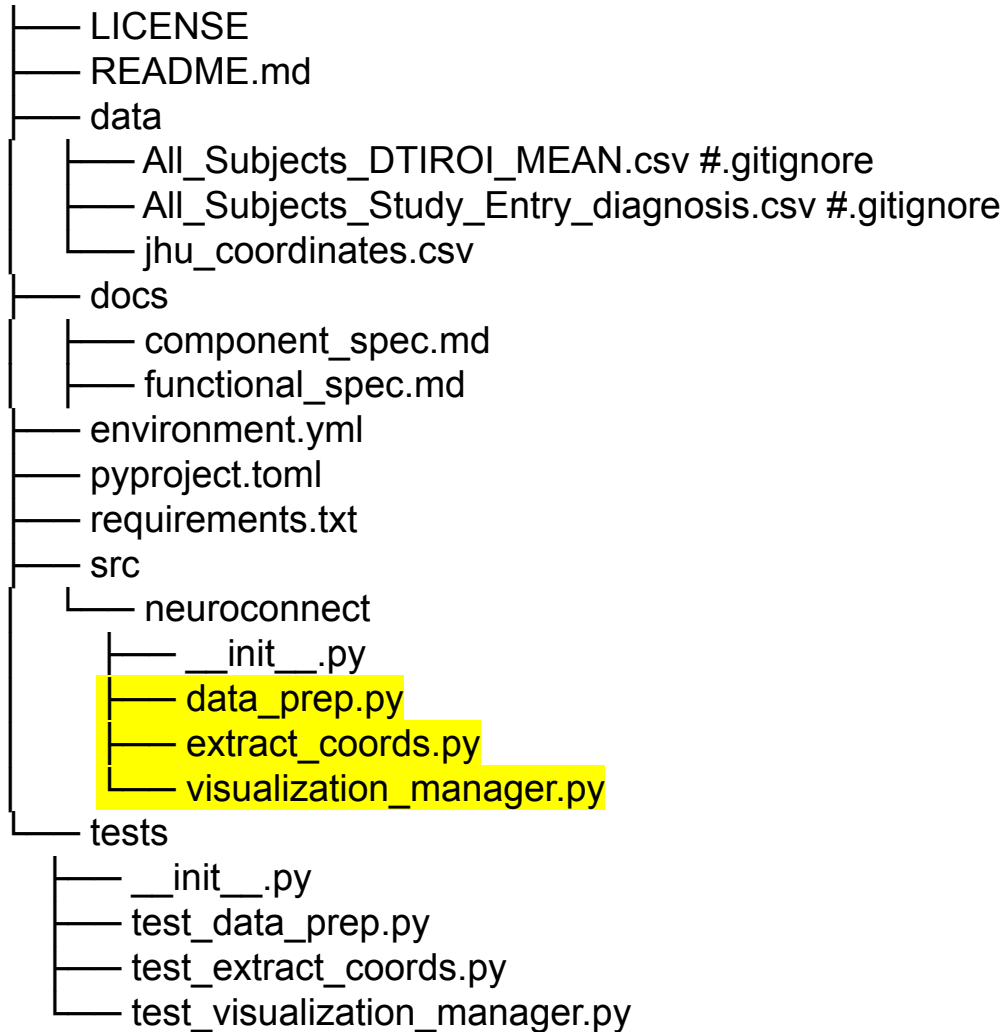 ├── LICENSE
├── README.md
├── data
│   ├── All_Subjects_DTIROI_MEAN.csv #.gitignore
│   ├── All_Subjects_Study_Entry_diagnosis.csv #.gitignore
│   └── jhu_coordinates.csv
├── docs
│   ├── component_spec.md
│   ├── functional_spec.md
├── environment.yml
├── pyproject.toml
├── requirements.txt
├── src
│   └── neuroconnect
│       ├── __init__.py
│       ├── data_prep.py
│       ├── extract_coords.py
│       └── visualization_manager.py
└── tests
    ├── __init__.py
    ├── test_data_prep.py
    ├── test_extract_coords.py
    └── test_visualization_manager.py